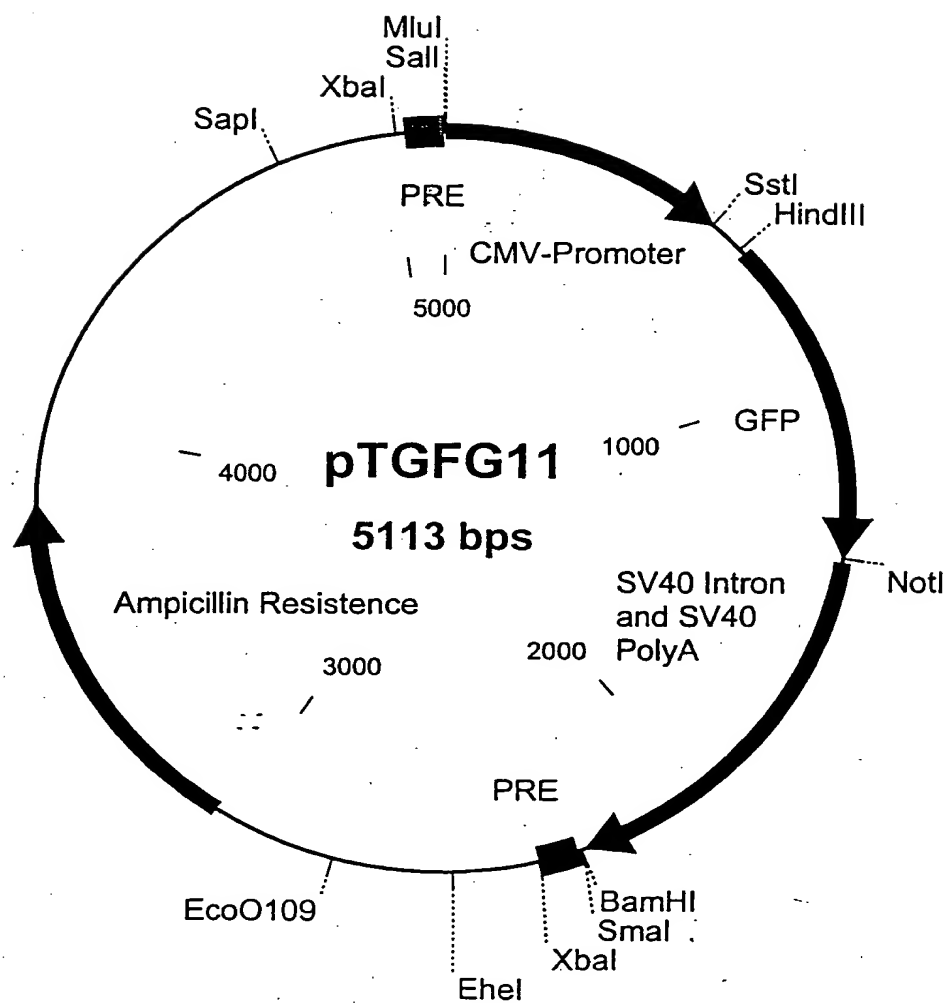 MluI
SalI
XbaI
SapI
PRE
SstI
HindIII
CMV-Promoter
5000
GFP
1000
4000
pTGFG11
5113 bps
NotI
Ampicillin Resistence
SV40 Intron
and SV40
PolyA
2000
3000
PRE
BamHI
SmaI
EcoO109
XbaI
EheI